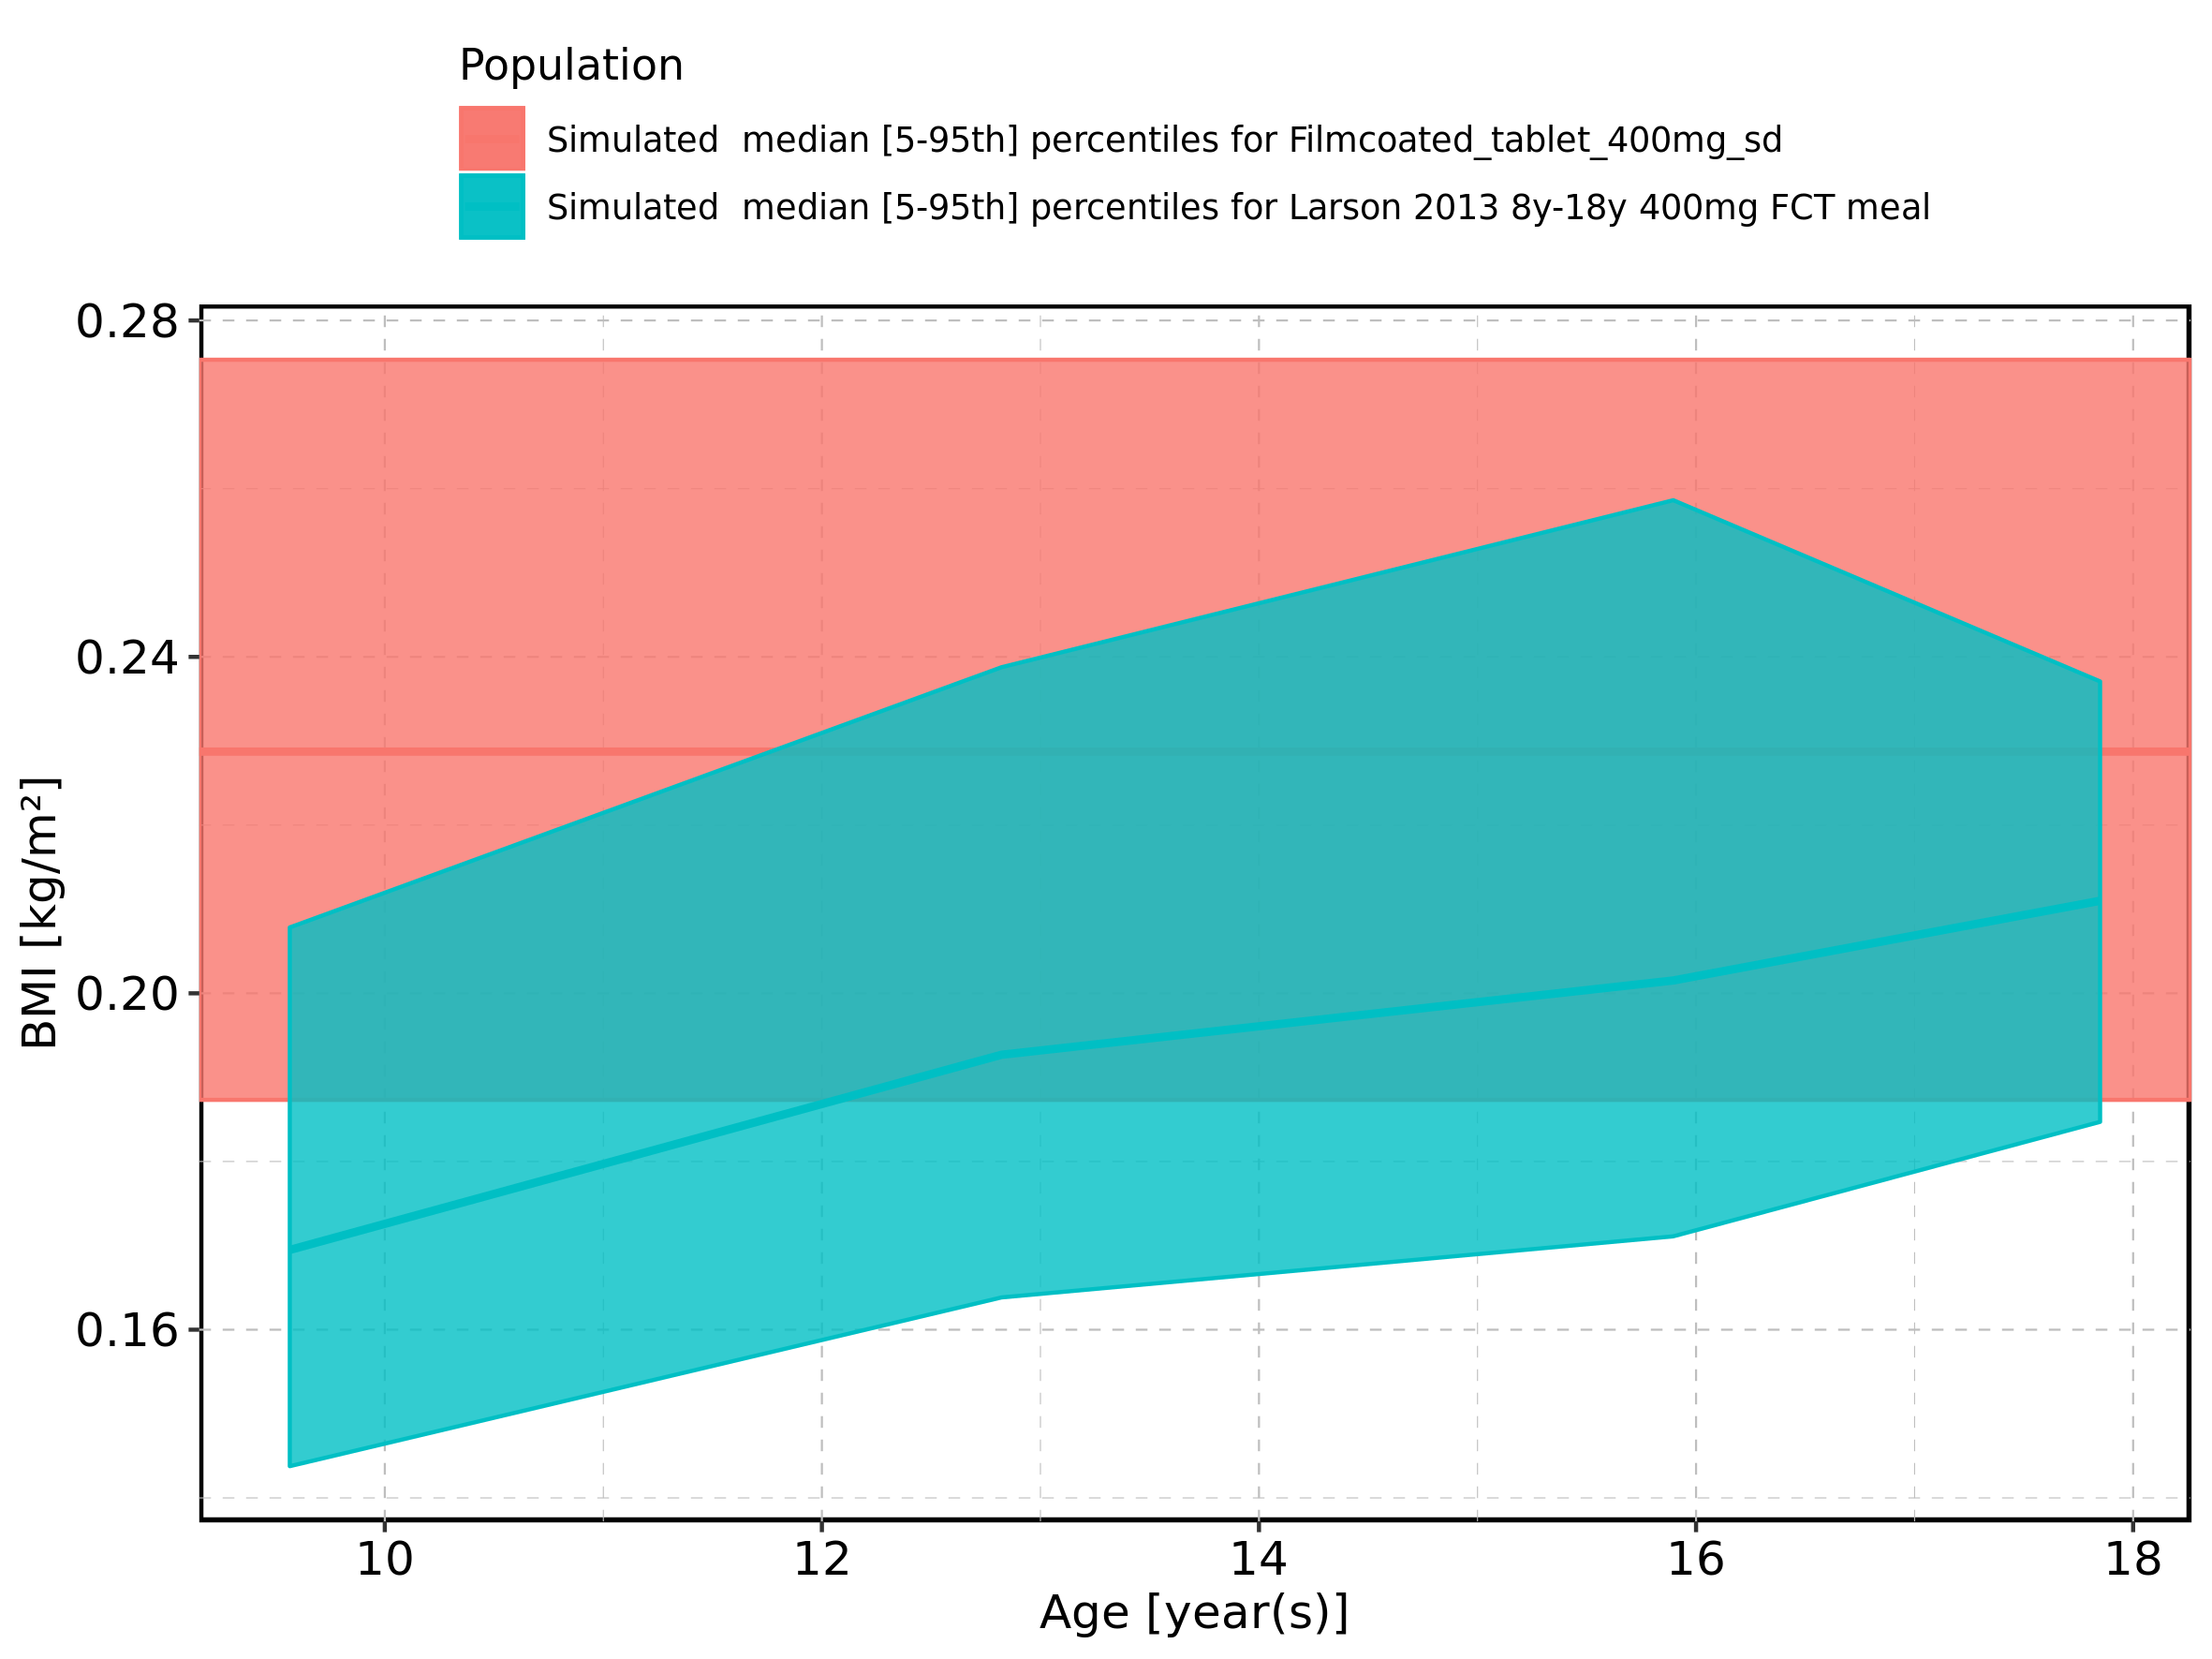 Population
Simulated  median [5-95th] percentiles for Filmcoated_tablet_400mg_sd
Simulated  median [5-95th] percentiles for Larson 2013 8y-18y 400mg FCT meal
0.28
0.24
0.20
0.16
BMI [kg/m²]
10 12 14 16 18
Age [year(s)]